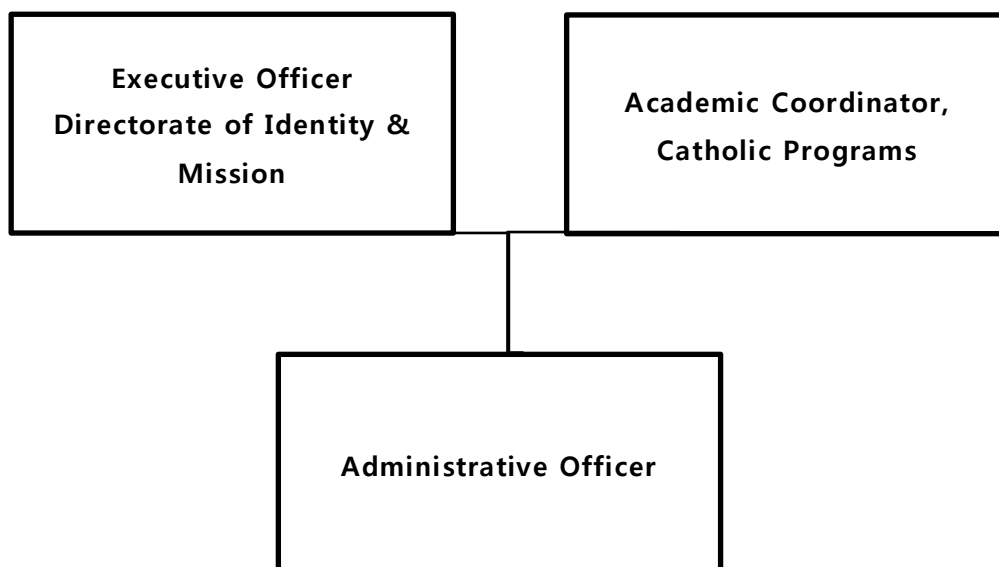 Executive Officer
Directorate of Identity &
Mission
Academic Coordinator,
Catholic Programs
Administrative Officer